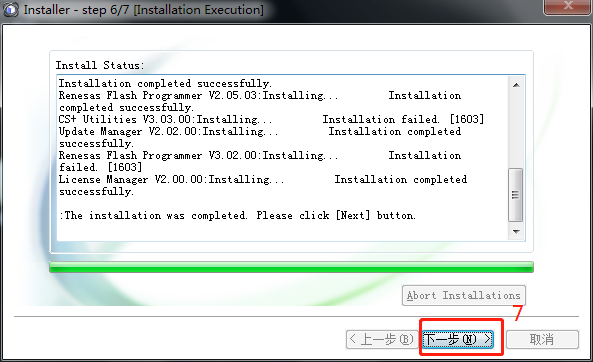 Installer - step 6/7 [Installation Execution]
Install Status:
Installation completed successfully.
Renesas Flash Programmer V2.05.03:Installing... Installation
completed successfully.
CS+ Utilities V3.03.00:Installing... Installation failed. [1603]
Update Manager V2.02.00:Installing... Installation completed
successfully.
Renesas Flash Programmer V3.02.00:Installing... Installation
failed. [1603]
License Manager V2.00.00:Installing... Installation completed
successfully.
:The installation was completed. Please click [Next] button.
Abort Installations
7
< 上一步(B) 下一步(N) > 取消